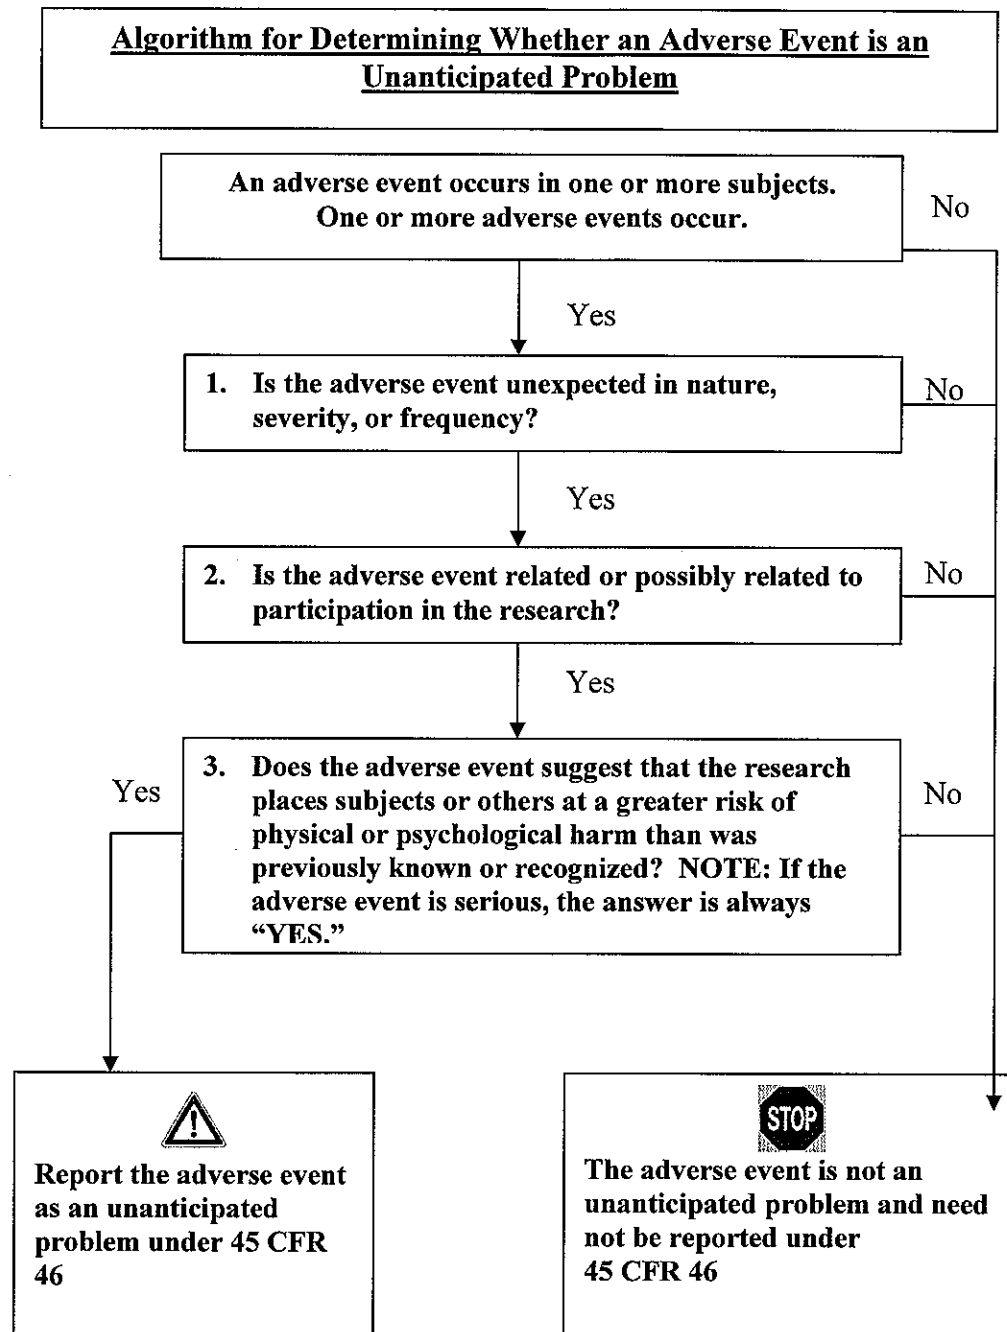 Algorithm for Determining Whether an Adverse Event is an
Unanticipated Problem
An adverse event occurs in one or more subjects.
One or more adverse events occur.
No
Yes
1. Is the adverse event unexpected in nature,
severity, or frequency?
No
Yes
2. Is the adverse event related or possibly related to
participation in the research?
No
Yes
3. Does the adverse event suggest that the research
places subjects or others at a greater risk of
physical or psychological harm than was
previously known or recognized? NOTE: If the
adverse event is serious, the answer is always
“YES.”
Yes
No
!
Report the adverse event
as an unanticipated
problem under 45 CFR
46
STOP
The adverse event is not an
unanticipated problem and need
not be reported under
45 CFR 46